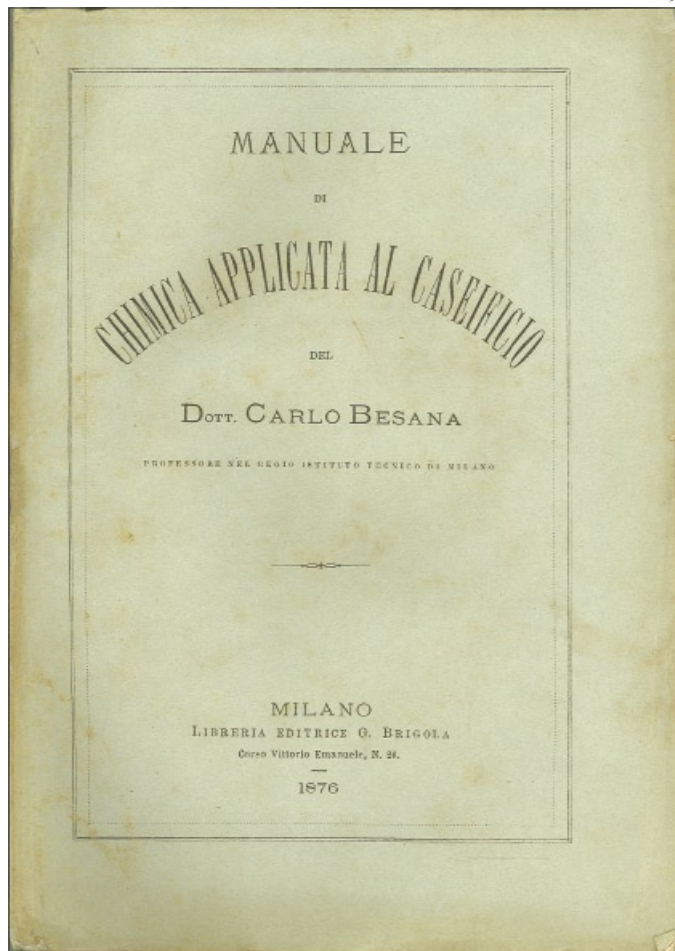 MANUALE
DI
CHIMICA APPLICATA AL CASEIFICIO
DEL
DOTT. CARLO BESANA
PROFESSORE NEL REGIO ISTITUTO TECNICO DI MILANO
MILANO
LIBRERIA EDITRICE G. BRIGOLA
Corso Vittorio Emanuele, N. 26.
1876